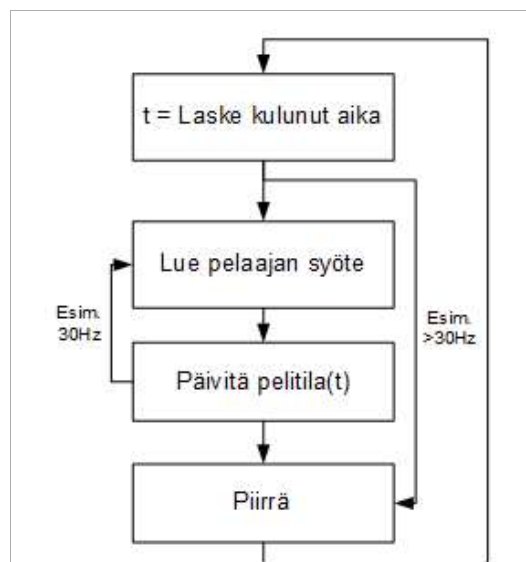 t = Laske kulunut aika
Lue pelaajan syöte
Esim.
30Hz
Esim.
>30Hz
Päivitä pelitila(t)
Piirrä